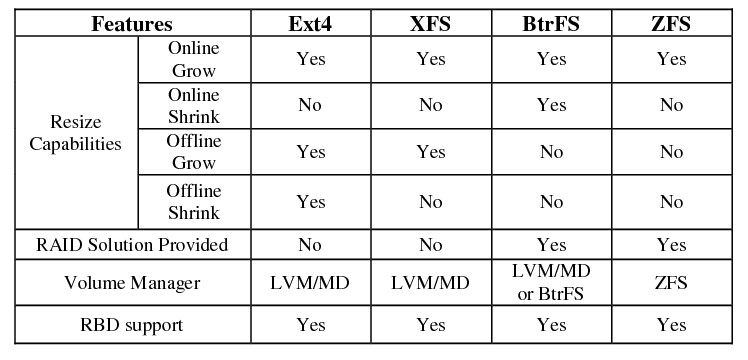 Features Ext4 XFS BtrFS ZFS
Resize
Capabilities
Online
Grow
Yes Yes Yes Yes
Online
Shrink
No No Yes No
Offline
Grow
Yes Yes No No
Offline
Shrink
Yes No No No
RAID Solution Provided No No Yes Yes
Volume Manager LVM/MD LVM/MD LVM/MD
or BtrFS ZFS
RBD support Yes Yes Yes Yes